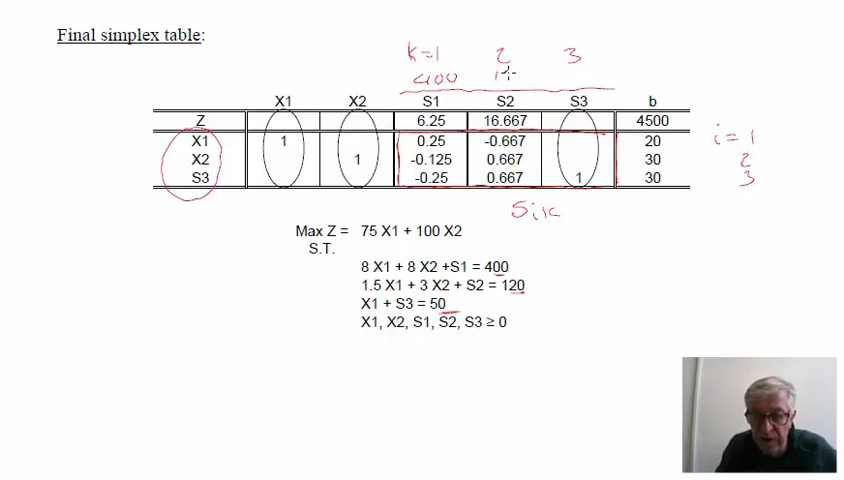 Final simplex table:
k=1 2 3
400 1
X1 X2 S1 S2 S3 b
Z 6.25 16.667 4500
X1 1 0.25 -0.667 20 i = 1
X2 1 -0.125 0.667 30 2
S3 -0.25 0.667 1 30 3
Sik
Max Z = 75 X1 + 100 X2
S.T.
8 X1 + 8 X2 +S1 = 400
1.5 X1 + 3 X2 + S2 = 120
X1 + S3 = 50
X1, X2, S1, S2, S3 ≥ 0